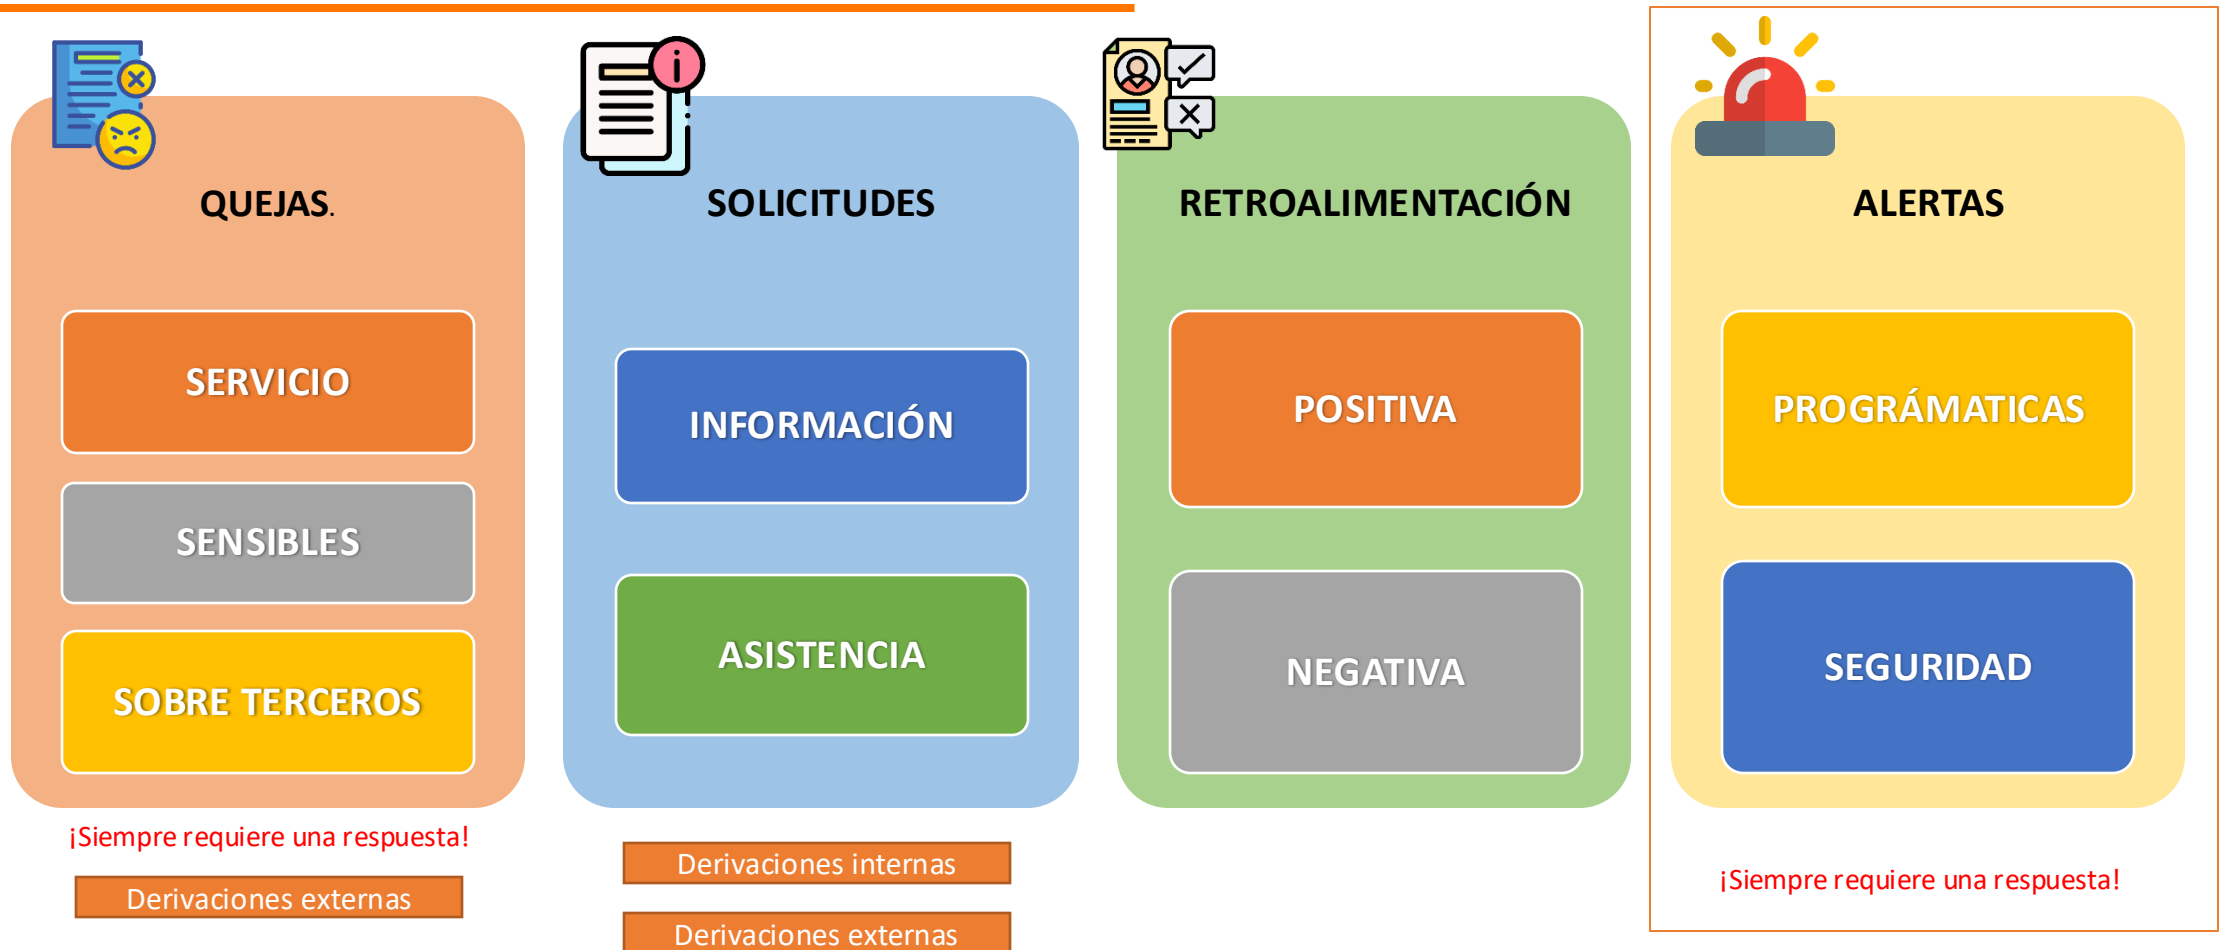 QUEJAS.
SERVICIO
SENSIBLES
SOBRE TERCEROS
¡Siempre requiere una respuesta!
Derivaciones externas
i
SOLICITUDES
INFORMACIÓN
ASISTENCIA
Derivaciones internas
Derivaciones externas
RETROALIMENTACIÓN
POSITIVA
NEGATIVA
ALERTAS
PROGRÁMATICAS
SEGURIDAD
¡Siempre requiere una respuesta!